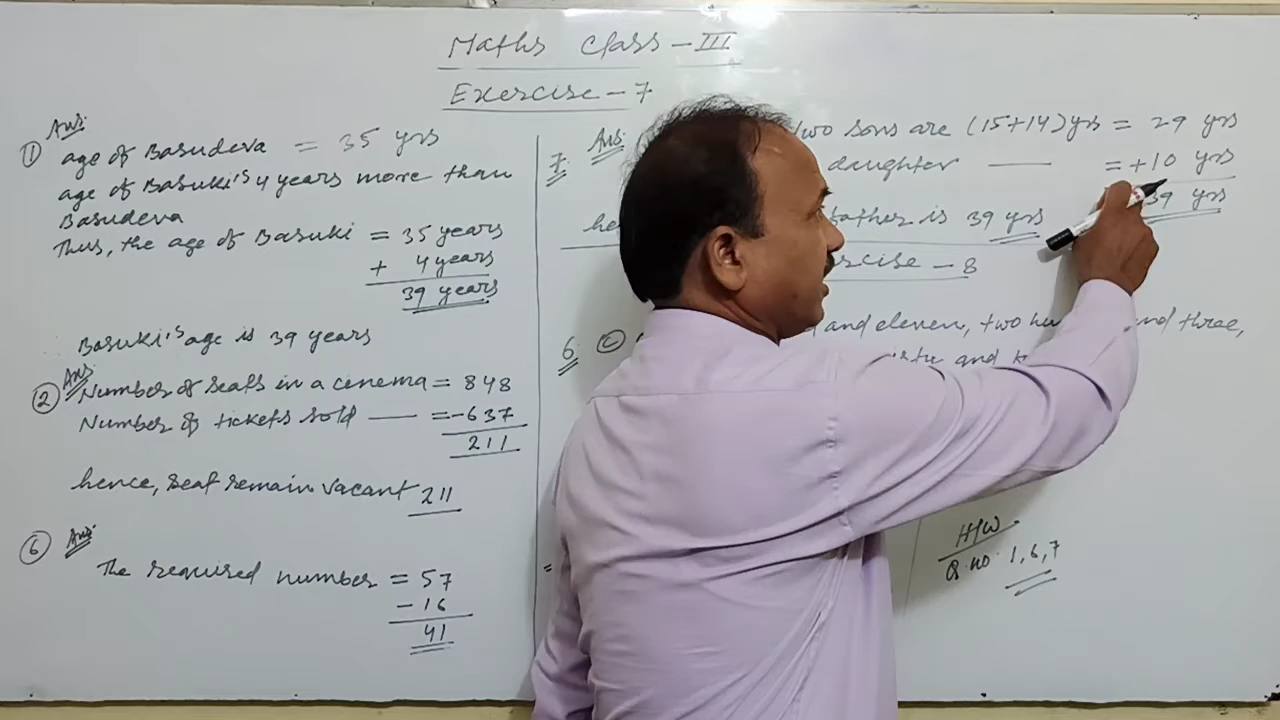 Maths Class - III
Exercise - 7
Ans:
① age of Basudeva = 35 yrs
age of Basuki's 4 years more than
Basudeva
Thus, the age of Basuki = 35 years
+ 4 years
39 years
Basuki's age is 39 years
Ans:
② Number of seats in a cinema = 848
Number of tickets sold — = -637
211
hence, seat remain vacant 211
⑥ Ans:
The required number = 57
- 16
41
7. Ans: two sons are (15+14) yrs = 29 yrs
daughter — = +10 yrs
39 yrs
father is 39 yrs
- 8
6. © and eleven, two and three,
and
=
H/W
Q. no. 1, 6, 7